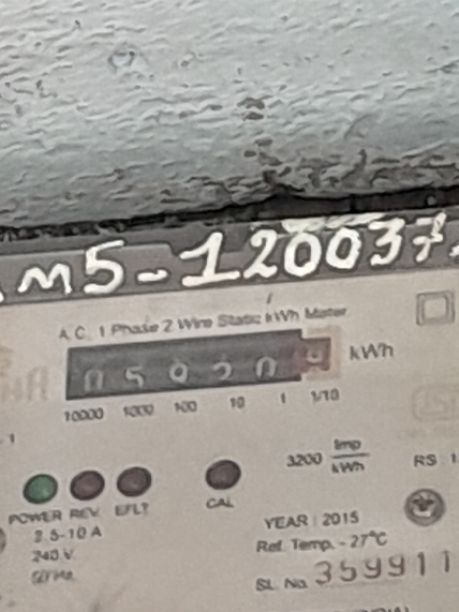 M5-120037
A.C. 1 Phase 2 Wire Static kWh Meter
kWh
10000 1000 100 10 1 1/10
3200 Imp/kWh
RS : 1
POWER REV. EFLT CAL
2.5-10 A
240 V
50 Hz
YEAR : 2015
Ref. Temp. - 27°C
SL. No. 359911